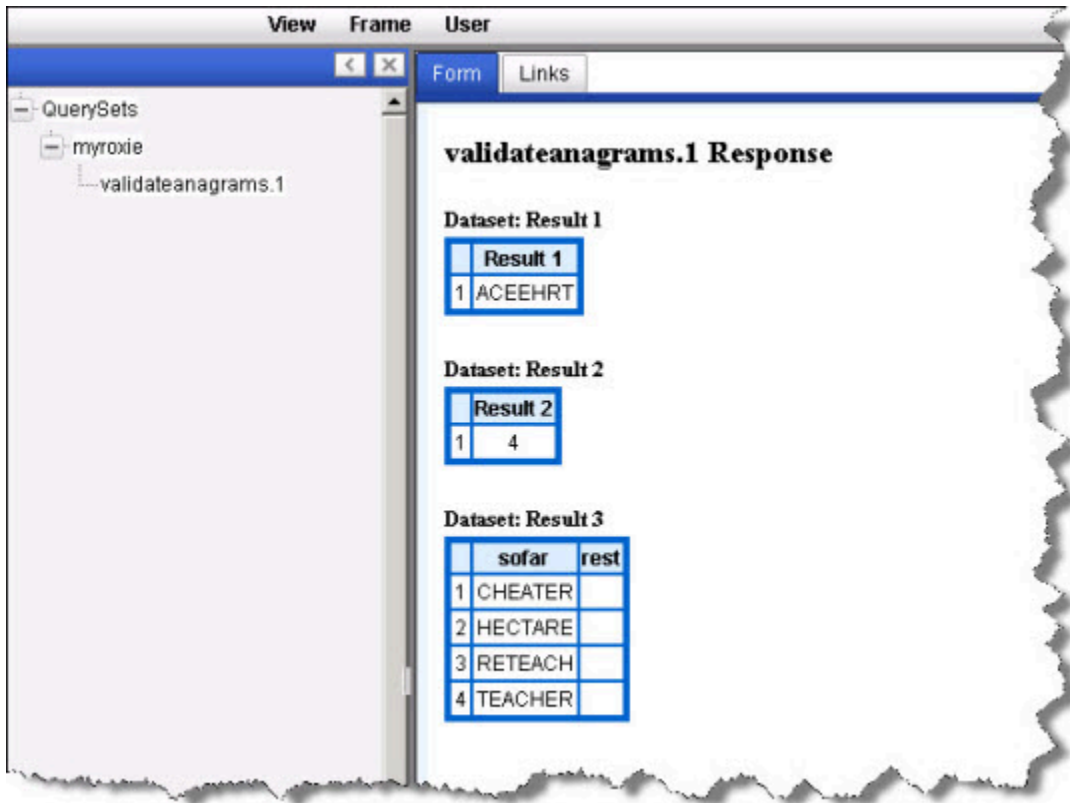 View Frame User
Form Links
QuerySets
myroxie
validateanagrams.1
validateanagrams.1 Response
Dataset: Result 1
Result 1
1 ACEEHRT
Dataset: Result 2
Result 2
1 4
Dataset: Result 3
sofar rest
1 CHEATER
2 HECTARE
3 RETEACH
4 TEACHER